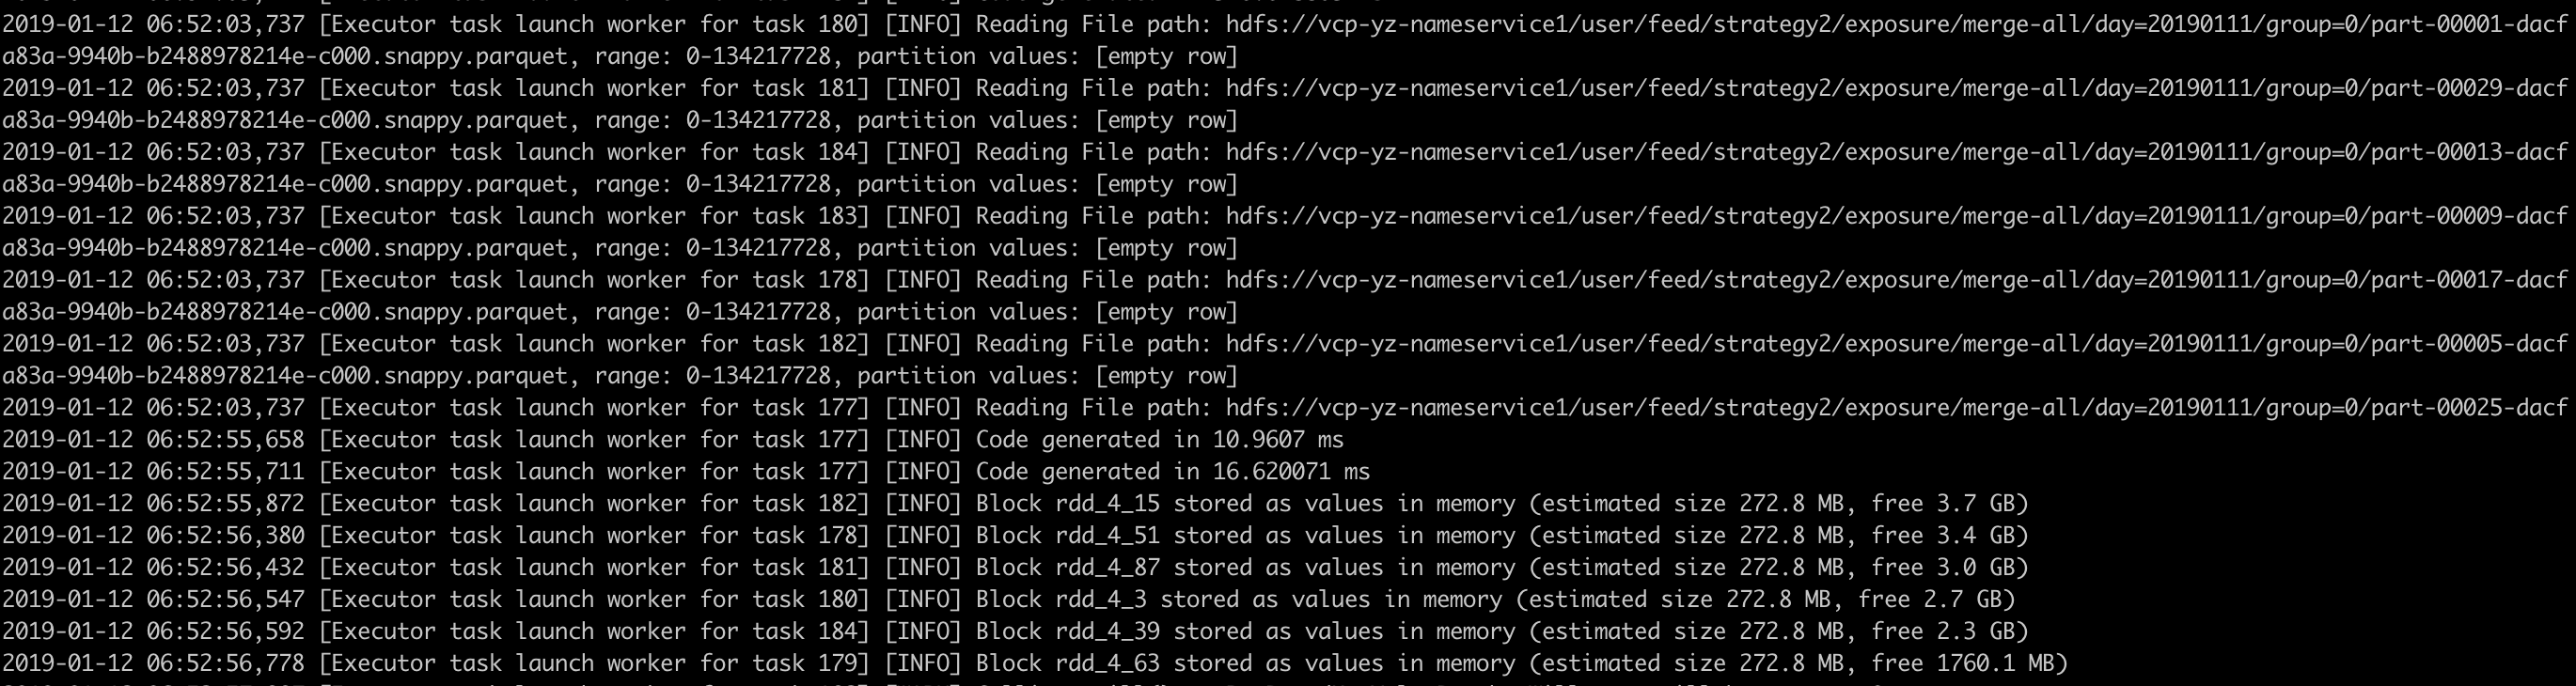 2019-01-12 06:52:03,737 [Executor task launch worker for task 180] [INFO] Reading File path: hdfs://vcp-yz-nameservice1/user/feed/strategy2/exposure/merge-all/day=20190111/group=0/part-00001-dacf
a83a-9940b-b2488978214e-c000.snappy.parquet, range: 0-134217728, partition values: [empty row]
2019-01-12 06:52:03,737 [Executor task launch worker for task 181] [INFO] Reading File path: hdfs://vcp-yz-nameservice1/user/feed/strategy2/exposure/merge-all/day=20190111/group=0/part-00029-dacf
a83a-9940b-b2488978214e-c000.snappy.parquet, range: 0-134217728, partition values: [empty row]
2019-01-12 06:52:03,737 [Executor task launch worker for task 184] [INFO] Reading File path: hdfs://vcp-yz-nameservice1/user/feed/strategy2/exposure/merge-all/day=20190111/group=0/part-00013-dacf
a83a-9940b-b2488978214e-c000.snappy.parquet, range: 0-134217728, partition values: [empty row]
2019-01-12 06:52:03,737 [Executor task launch worker for task 183] [INFO] Reading File path: hdfs://vcp-yz-nameservice1/user/feed/strategy2/exposure/merge-all/day=20190111/group=0/part-00009-dacf
a83a-9940b-b2488978214e-c000.snappy.parquet, range: 0-134217728, partition values: [empty row]
2019-01-12 06:52:03,737 [Executor task launch worker for task 178] [INFO] Reading File path: hdfs://vcp-yz-nameservice1/user/feed/strategy2/exposure/merge-all/day=20190111/group=0/part-00017-dacf
a83a-9940b-b2488978214e-c000.snappy.parquet, range: 0-134217728, partition values: [empty row]
2019-01-12 06:52:03,737 [Executor task launch worker for task 182] [INFO] Reading File path: hdfs://vcp-yz-nameservice1/user/feed/strategy2/exposure/merge-all/day=20190111/group=0/part-00005-dacf
a83a-9940b-b2488978214e-c000.snappy.parquet, range: 0-134217728, partition values: [empty row]
2019-01-12 06:52:03,737 [Executor task launch worker for task 177] [INFO] Reading File path: hdfs://vcp-yz-nameservice1/user/feed/strategy2/exposure/merge-all/day=20190111/group=0/part-00025-dacf
2019-01-12 06:52:55,658 [Executor task launch worker for task 177] [INFO] Code generated in 10.9607 ms
2019-01-12 06:52:55,711 [Executor task launch worker for task 177] [INFO] Code generated in 16.620071 ms
2019-01-12 06:52:55,872 [Executor task launch worker for task 182] [INFO] Block rdd_4_15 stored as values in memory (estimated size 272.8 MB, free 3.7 GB)
2019-01-12 06:52:56,380 [Executor task launch worker for task 178] [INFO] Block rdd_4_51 stored as values in memory (estimated size 272.8 MB, free 3.4 GB)
2019-01-12 06:52:56,432 [Executor task launch worker for task 181] [INFO] Block rdd_4_87 stored as values in memory (estimated size 272.8 MB, free 3.0 GB)
2019-01-12 06:52:56,547 [Executor task launch worker for task 180] [INFO] Block rdd_4_3 stored as values in memory (estimated size 272.8 MB, free 2.7 GB)
2019-01-12 06:52:56,592 [Executor task launch worker for task 184] [INFO] Block rdd_4_39 stored as values in memory (estimated size 272.8 MB, free 2.3 GB)
2019-01-12 06:52:56,778 [Executor task launch worker for task 179] [INFO] Block rdd_4_63 stored as values in memory (estimated size 272.8 MB, free 1760.1 MB)